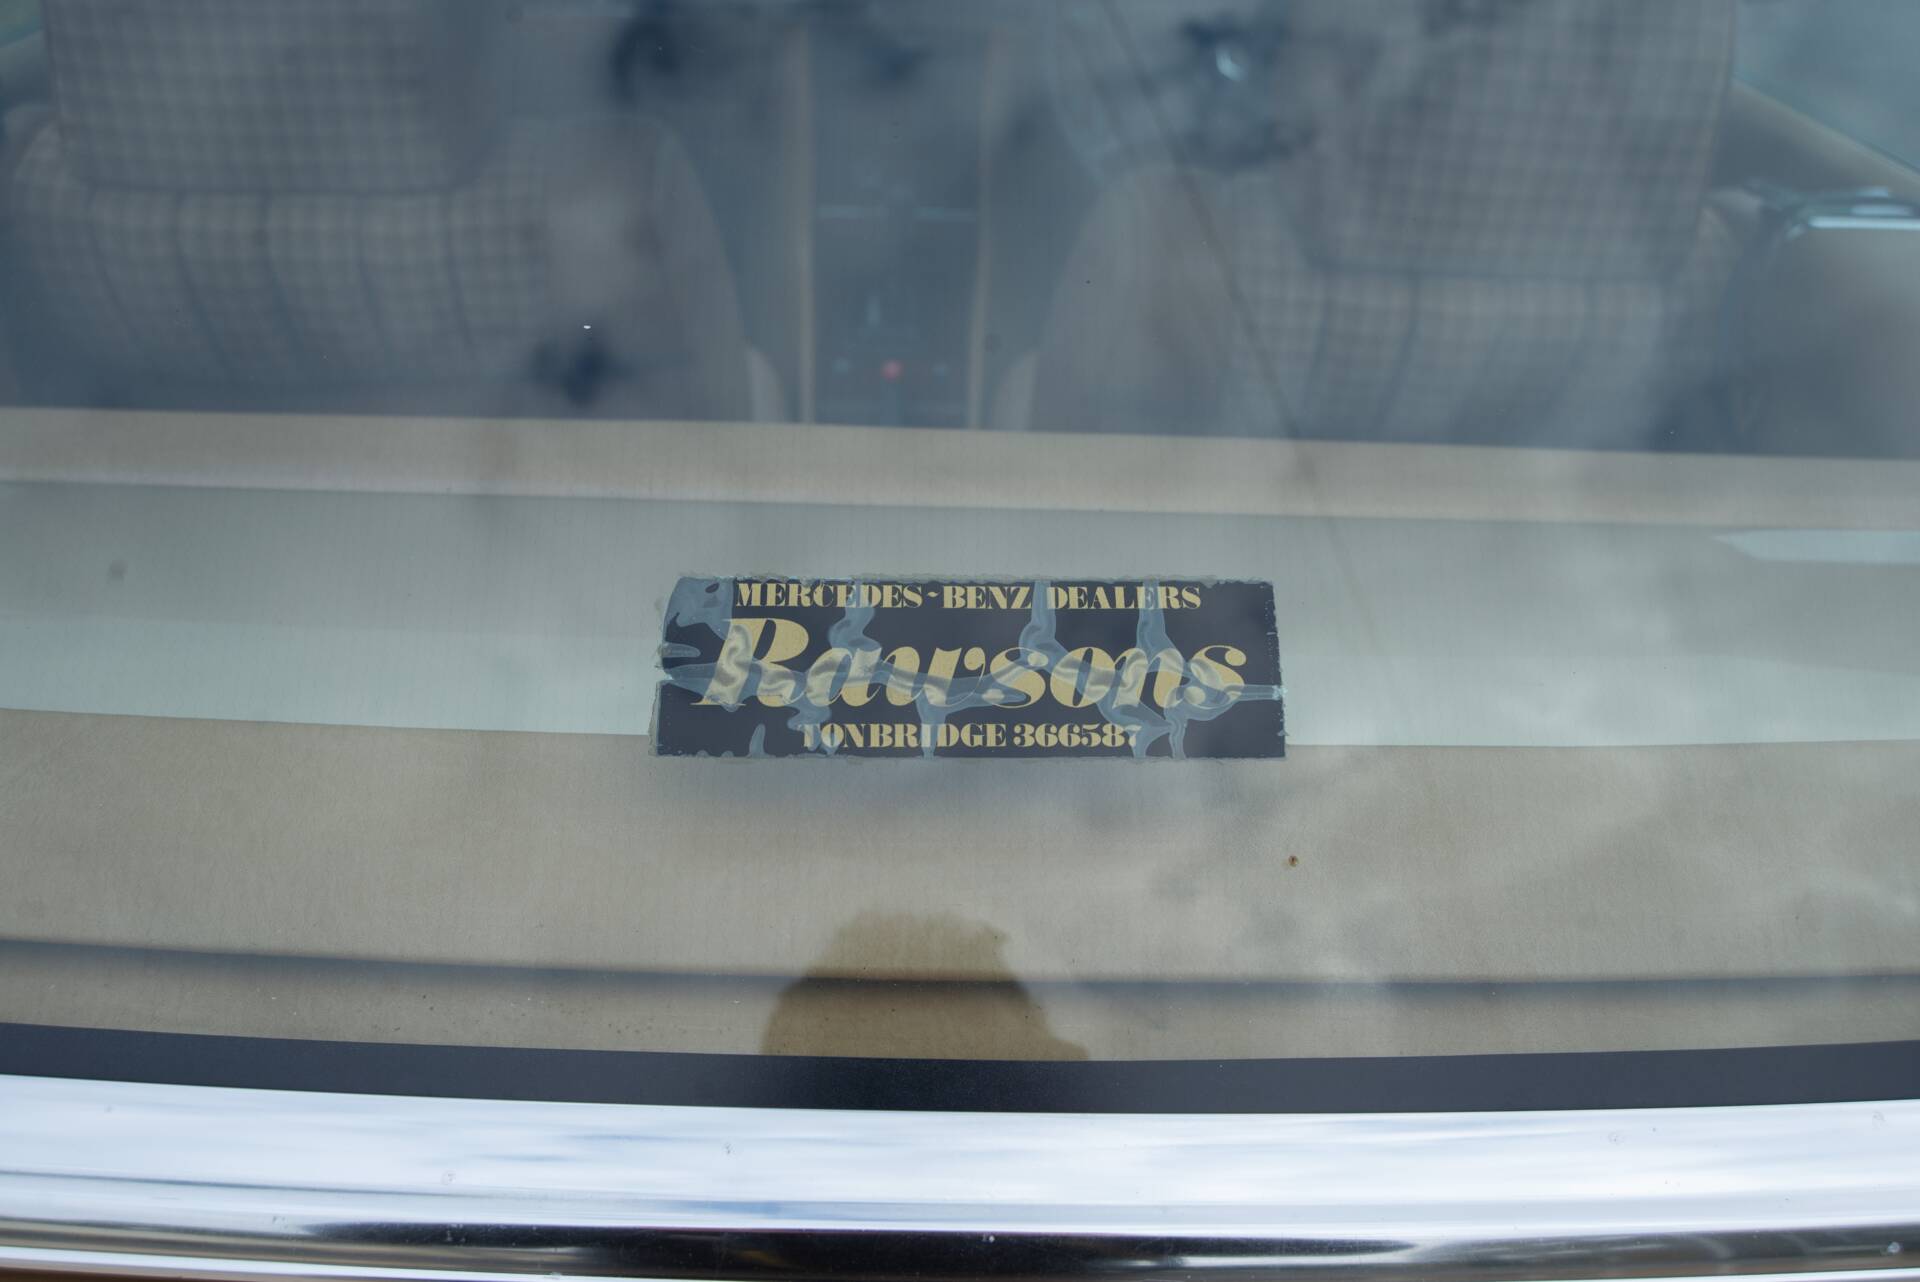 MERCEDES-BENZ DEALERS
Rawsons
TONBRIDGE 366587